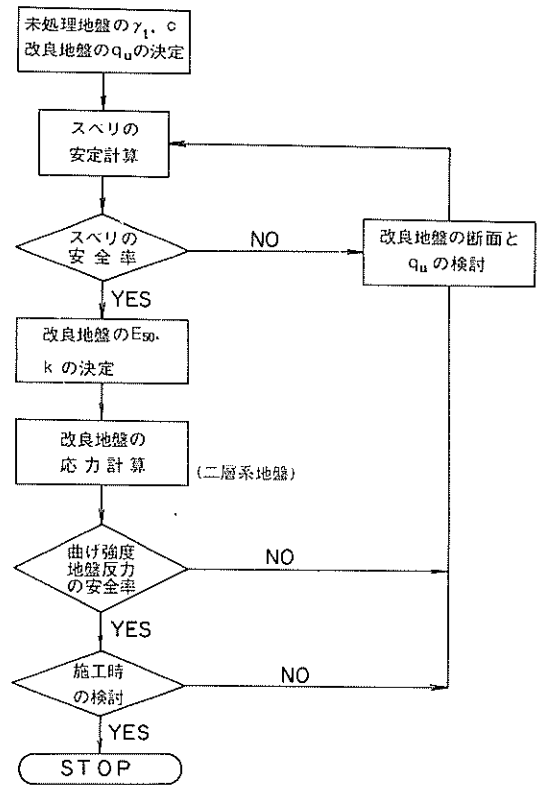 未処理地盤のγt、c
改良地盤のquの決定
スベリの
安定計算
スベリの
安全率
NO
改良地盤の断面と
quの検討
YES
改良地盤のE50、
kの決定
改良地盤の
応力計算
(二層系地盤)
曲げ強度
地盤反力
の安全率
NO
YES
施工時
の検討
NO
YES
STOP